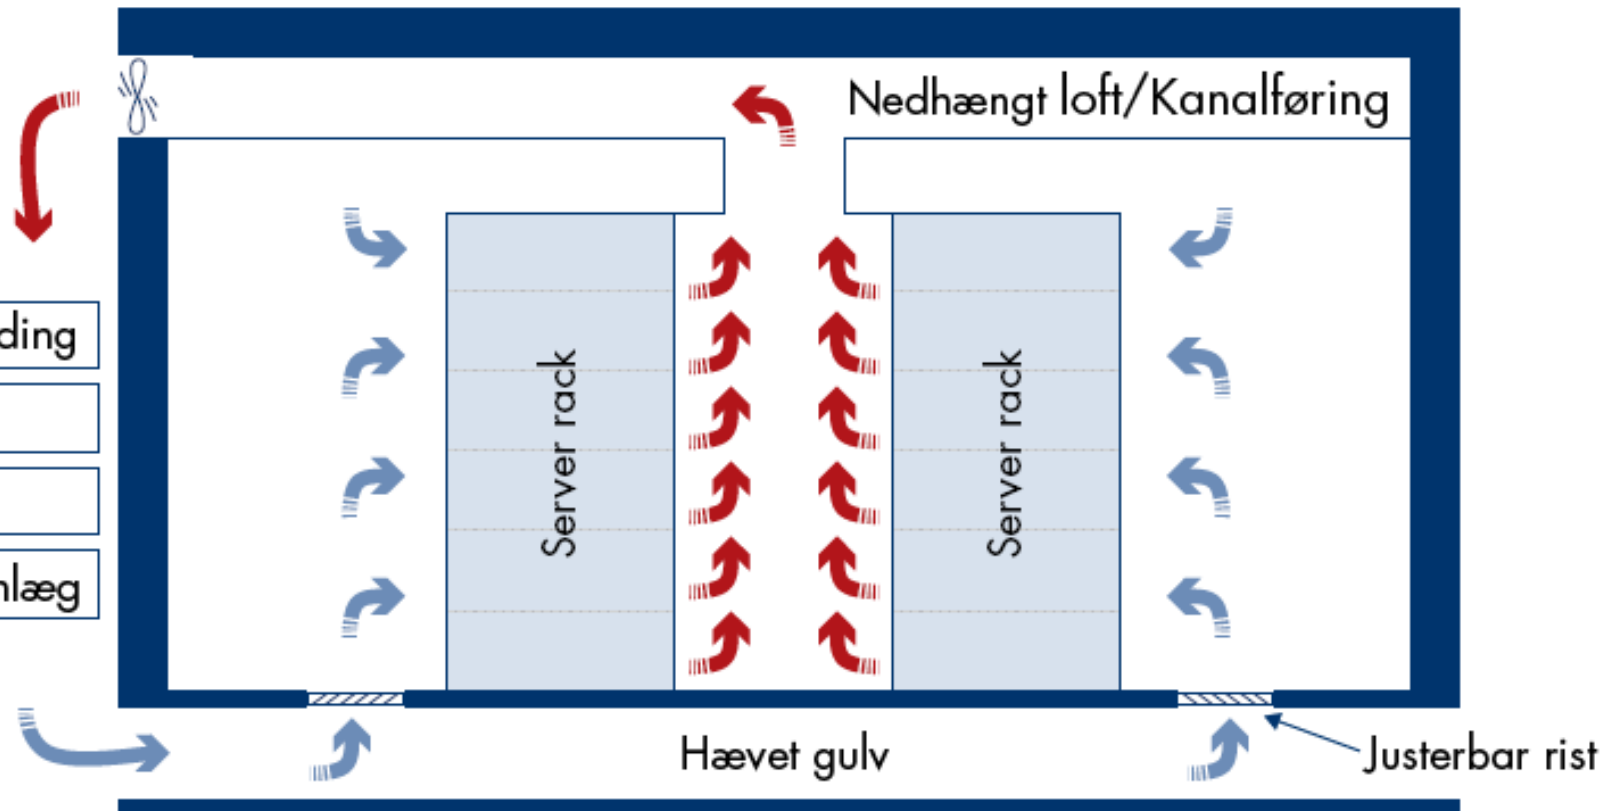 Nedhængt loft/Kanalføring
ding
Server rack
Server rack
nlæg
Hævet gulv
Justerbar rist